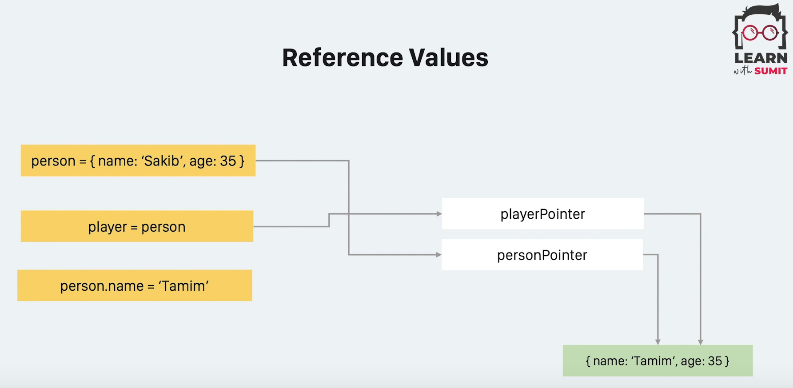 LEARN
with SUMIT
Reference Values
person = { name: ‘Sakib’, age: 35 }
player = person
person.name = ‘Tamim’
playerPointer
personPointer
{ name: ‘Tamim’, age: 35 }